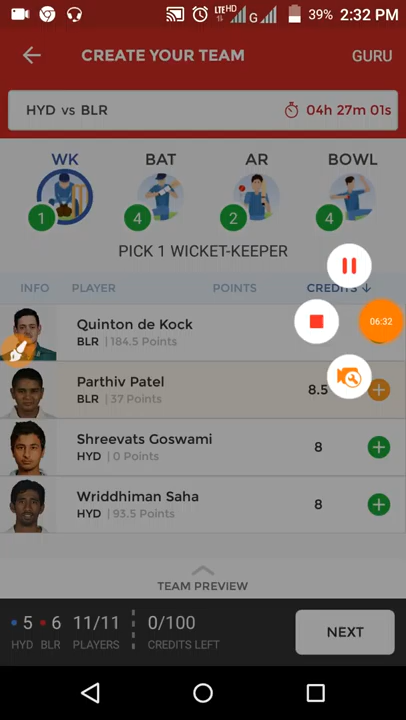 LTE HD G 39% 2:32 PM
CREATE YOUR TEAM GURU
HYD vs BLR 04h 27m 01s
WK BAT AR BOWL
1 4 2 4
PICK 1 WICKET-KEEPER
INFO PLAYER POINTS CREDITS
Quinton de Kock
BLR | 184.5 Points
06:32
Parthiv Patel
BLR | 37 Points
8.5
Shreevats Goswami
HYD | 0 Points
8
Wriddhiman Saha
HYD | 93.5 Points
8
TEAM PREVIEW
5 6 11/11 0/100
HYD BLR PLAYERS CREDITS LEFT
NEXT